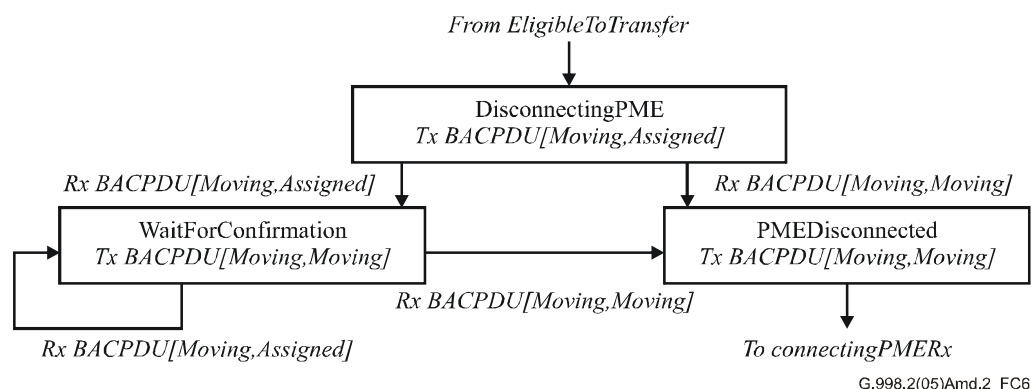 From EligibleToTransfer
DisconnectingPME
Tx BACPDU[Moving,Assigned]
Rx BACPDU[Moving,Assigned]
Rx BACPDU[Moving,Moving]
WaitForConfirmation
Tx BACPDU[Moving,Moving]
PMEDisconnected
Tx BACPDU[Moving,Moving]
Rx BACPDU[Moving,Moving]
Rx BACPDU[Moving,Assigned]
To connectingPMERx
G.998.2(05)Amd.2_FC6